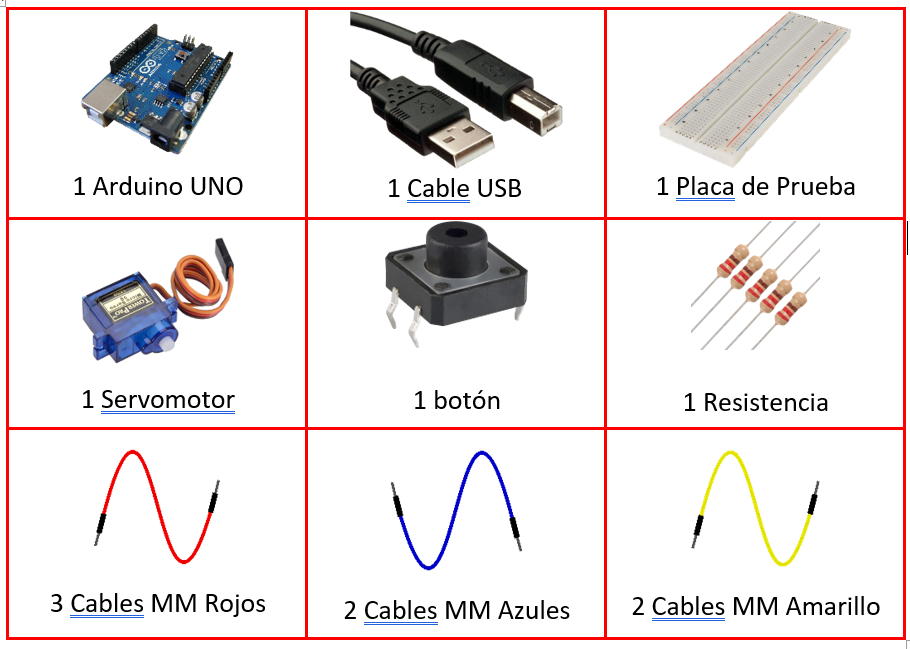 1 Arduino UNO
1 Cable USB
1 Placa de Prueba
1 Servomotor
1 botón
1 Resistencia
3 Cables MM Rojos
2 Cables MM Azules
2 Cables MM Amarillo